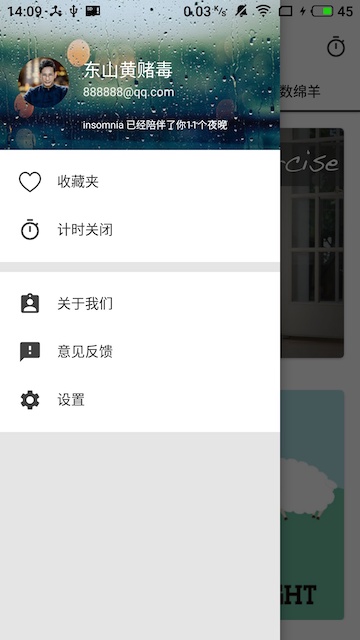 14:09
0.03 K/s
45
东山黄赌毒
888888@qq.com
insomnia 已经陪伴了你11个夜晚
数绵羊
cise
收藏夹
计时关闭
关于我们
意见反馈
设置
GHT